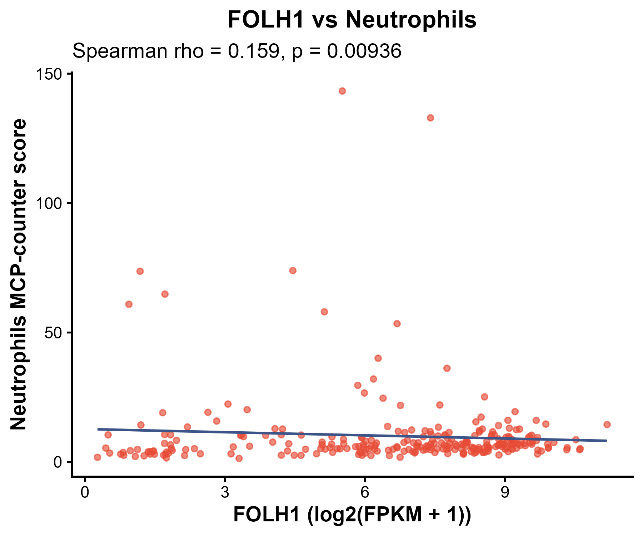 FOLH1 vs Neutrophils
Spearman rho = 0.159, p = 0.00936
Neutrophils MCP-counter score
150
100
50
0
0 3 6 9
FOLH1 (log2(FPKM + 1))